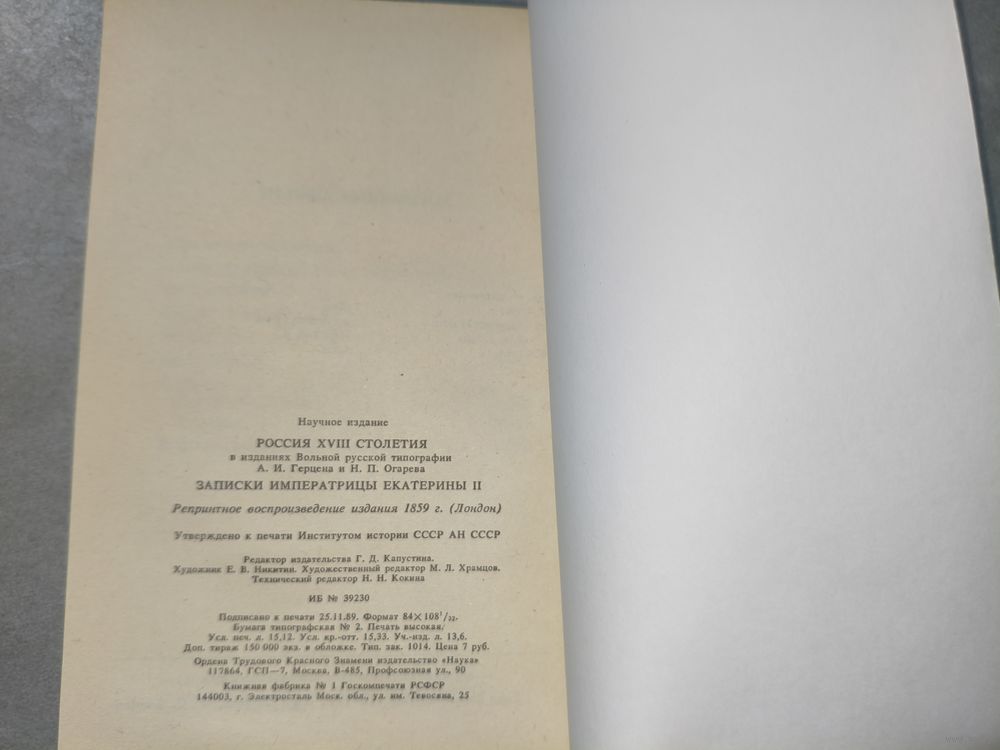 Научное издание
РОССИЯ XVIII СТОЛЕТИЯ
в изданиях Вольной русской типографии
А. И. Герцена и Н. П. Огарева
ЗАПИСКИ ИМПЕРАТРИЦЫ ЕКАТЕРИНЫ II
Репринтное воспроизведение издания 1859 г. (Лондон)
Утверждено к печати Институтом истории СССР АН СССР
Редактор издательства Г. Д. Капустина.
Художник Е. В. Никитин. Художественный редактор М. Л. Храмцов.
Технический редактор Н. Н. Кокина
ИБ № 39230
Подписано к печати 25.11.89. Формат 84×108¹/₃₂.
Бумага типографская № 2. Печать высокая.
Усл. печ. л. 15,12. Усл. кр.-отт. 15,33. Уч.-изд. л. 13,6.
Доп. тираж 150 000 экз. в обложке. Тип. зак. 1014. Цена 7 руб.
Ордена Трудового Красного Знамени издательство «Наука»
117864, ГСП—7, Москва, В-485, Профсоюзная ул., 90
Книжная фабрика № 1 Госкомпечати РСФСР
144003, г. Электросталь Моск. обл., ул. им. Тевосяна, 25